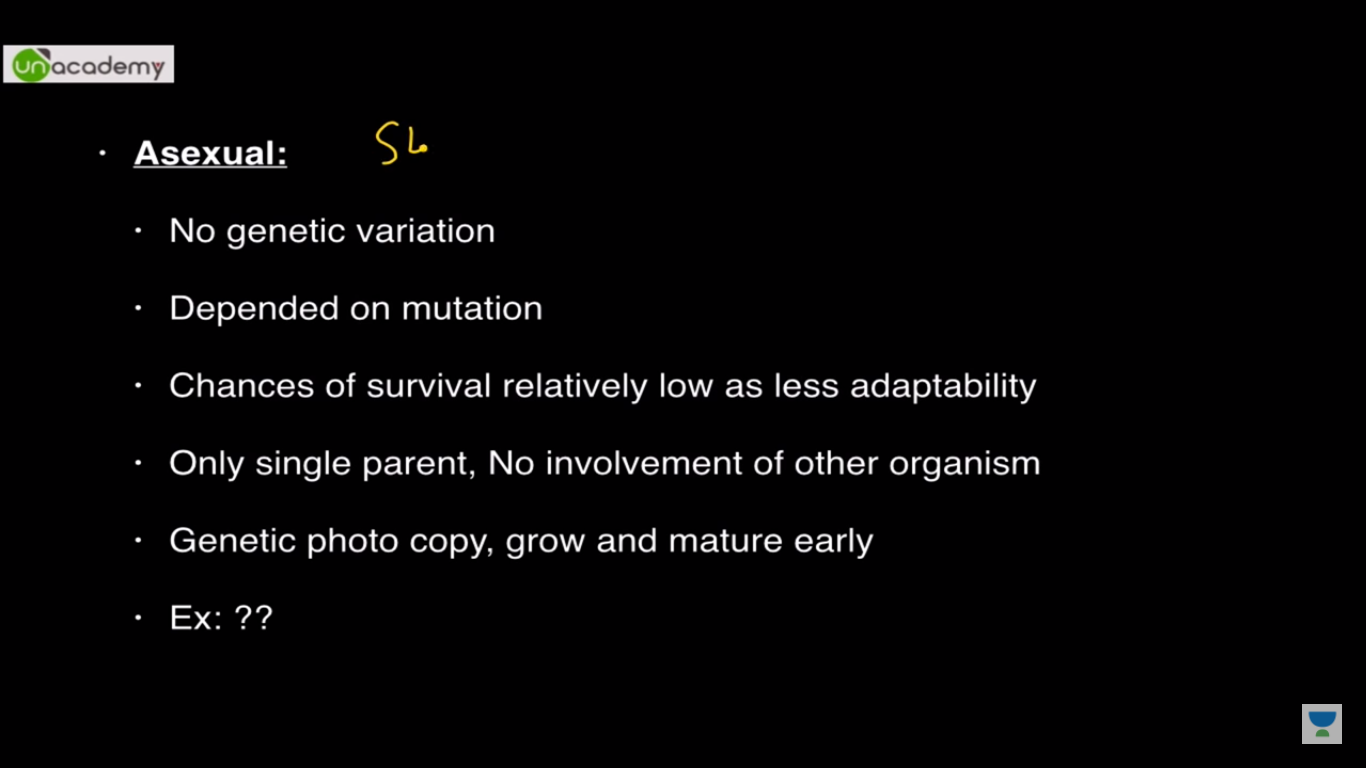 unacademy
• Asexual:
• No genetic variation
• Depended on mutation
• Chances of survival relatively low as less adaptability
• Only single parent, No involvement of other organism
• Genetic photo copy, grow and mature early
• Ex: ??